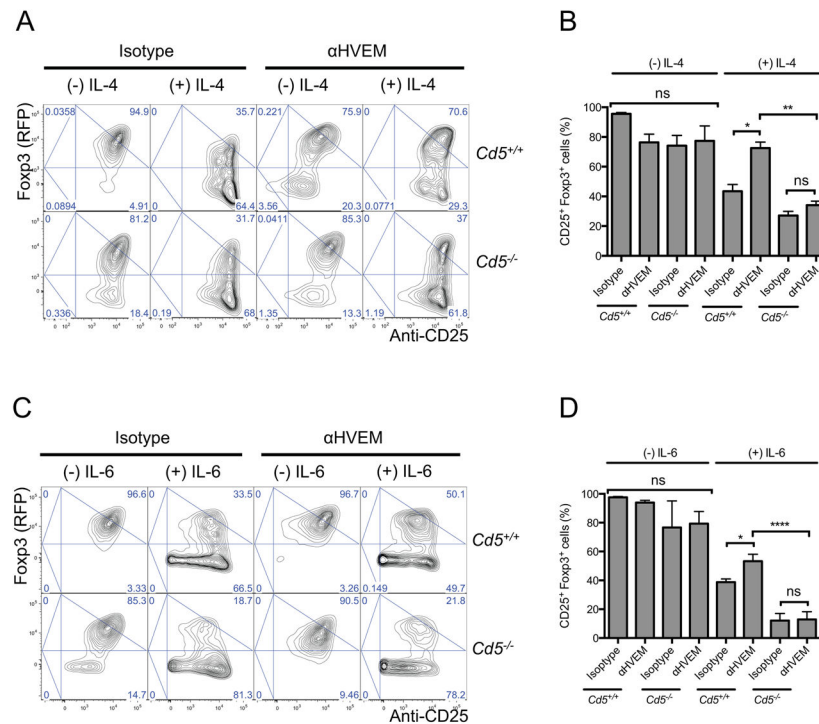 A
Isotype αHVEM
(-) IL-4 (+) IL-4 (-) IL-4 (+) IL-4
Foxp3 (RFP)
0.0358 94.9 0 35.7 0.221 75.9 0 70.6
Cd5+/+
0.0894 4.91 0 64.4 3.56 20.3 0.0771 29.3
0 81.2 0 31.7 0.0411 85.3 0 37
Cd5-/-
0.336 18.4 0.19 68 1.35 13.3 1.19 61.8
Anti-CD25
B
(-) IL-4 (+) IL-4
ns
* **
ns
CD25+ Foxp3+ cells (%)
100
80
60
40
20
0
Isotype αHVEM Isotype αHVEM Isotype αHVEM Isotype αHVEM
Cd5+/+ Cd5-/- Cd5+/+ Cd5-/-
C
Isotype αHVEM
(-) IL-6 (+) IL-6 (-) IL-6 (+) IL-6
Foxp3 (RFP)
0 96.6 0 33.5 0 96.7 0 50.1
Cd5+/+
0 3.33 0 66.5 0 3.26 0.149 49.7
0 85.3 0 18.7 0 90.5 0 21.8
Cd5-/-
0 14.7 0 81.3 0 9.46 0 78.2
Anti-CD25
D
(-) IL-6 (+) IL-6
ns
* ****
ns
CD25+ Foxp3+ cells (%)
100
80
60
40
20
0
Isoptype αHVEM Isoptype αHVEM Isoptype αHVEM Isoptype αHVEM
Cd5+/+ Cd5-/- Cd5+/+ Cd5-/-